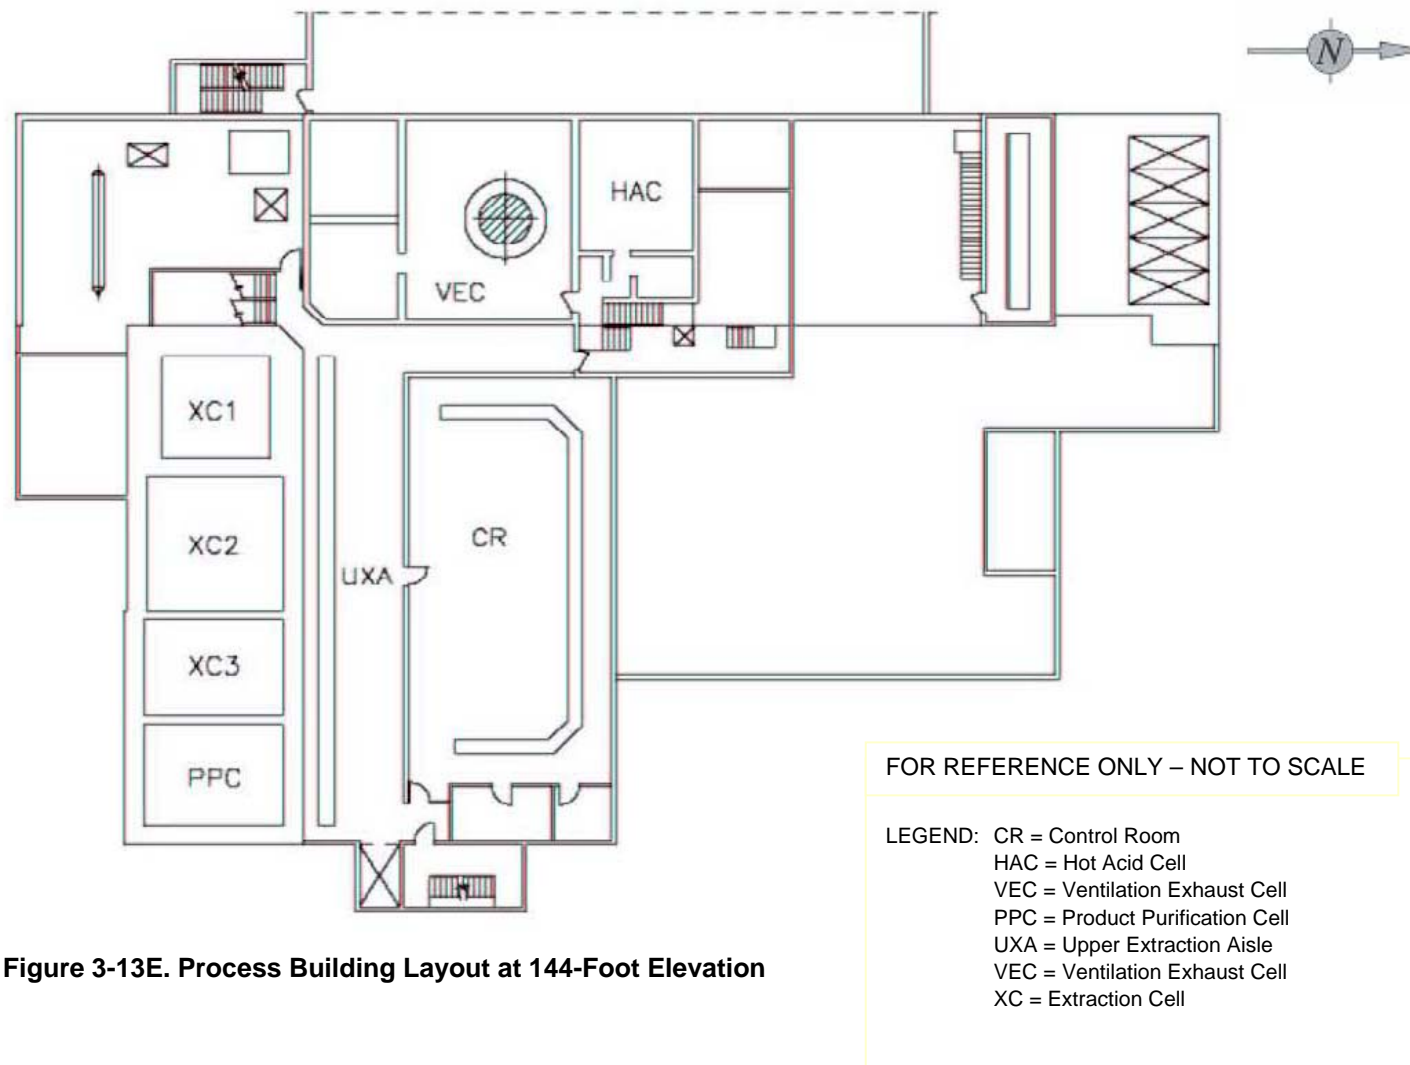 N
HAC
VEC
XC1
XC2
CR
UXA
XC3
PPC
FOR REFERENCE ONLY – NOT TO SCALE
LEGEND: CR = Control Room
HAC = Hot Acid Cell
VEC = Ventilation Exhaust Cell
PPC = Product Purification Cell
UXA = Upper Extraction Aisle
VEC = Ventilation Exhaust Cell
XC = Extraction Cell
Figure 3-13E. Process Building Layout at 144-Foot Elevation